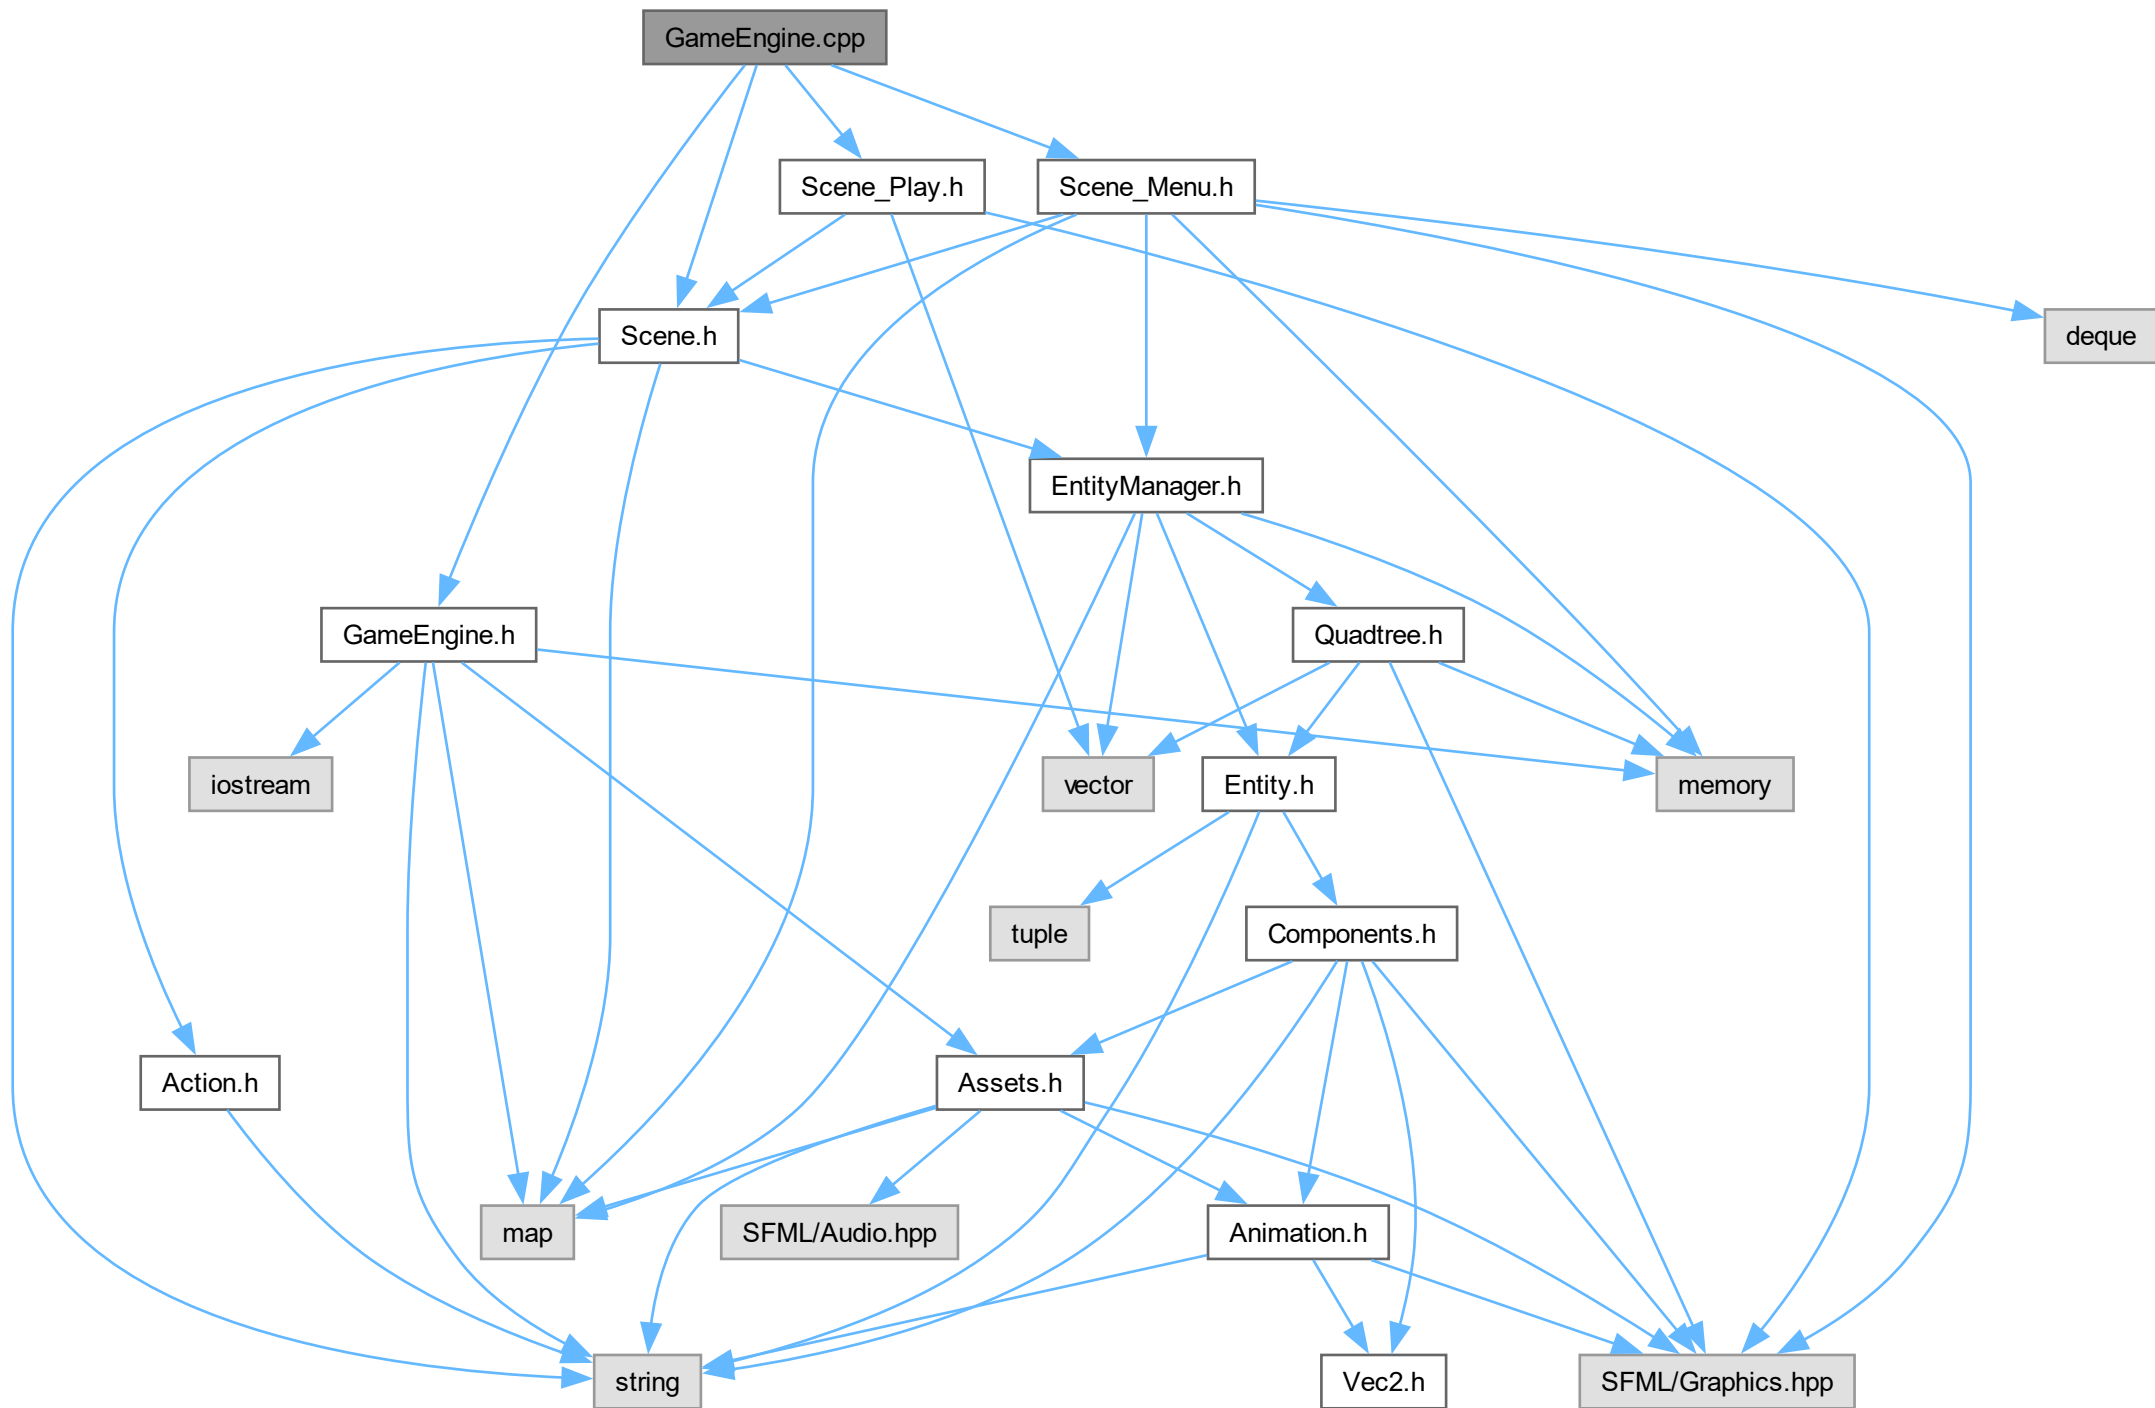 GameEngine.cpp
Scene_Play.h
Scene_Menu.h
Scene.h
deque
EntityManager.h
GameEngine.h
Quadtree.h
iostream
vector
Entity.h
memory
tuple
Components.h
Action.h
Assets.h
map
SFML/Audio.hpp
Animation.h
string
Vec2.h
SFML/Graphics.hpp